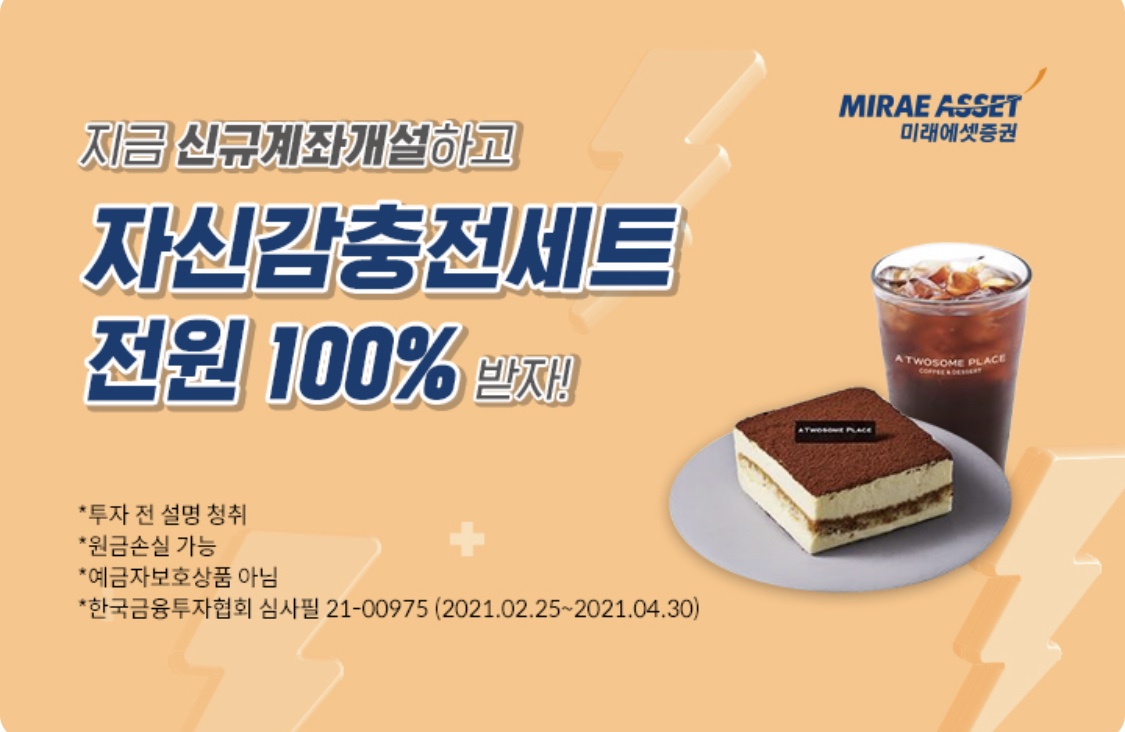 MIRAE ASSET
미래에셋증권
지금 신규계좌개설하고
자신감충전세트
전원 100% 받자!
A TWOSOME PLACE
COFFEE & DESSERT
A TWOSOME PLACE
*투자 전 설명 청취
*원금손실 가능
*예금자보호상품 아님
*한국금융투자협회 심사필 21-00975 (2021.02.25~2021.04.30)